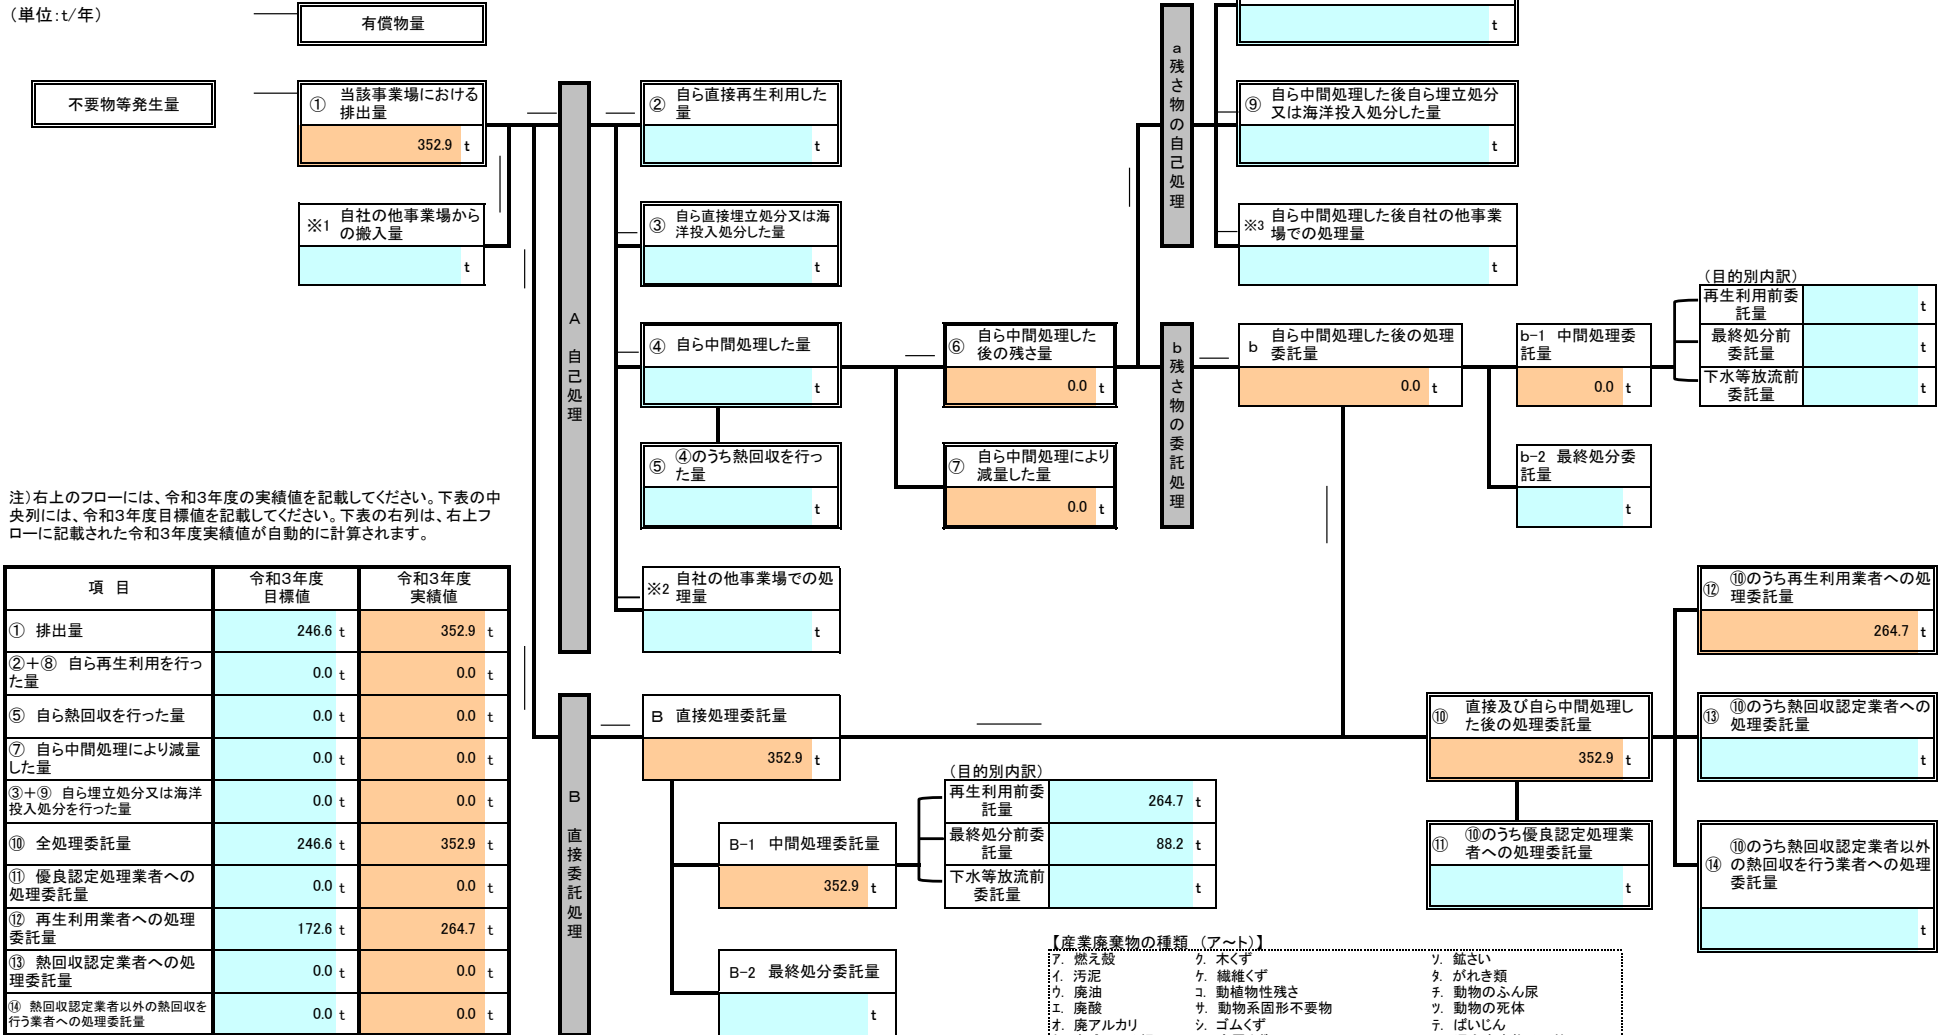 (単位:t/年)
有償物量
t
不要物等発生量
① 当該事業場における
排出量
352.9 t
※1 自社の他事業場から
の搬入量
t
A 自己処理
② 自ら直接再生利用した
量
t
③ 自ら直接埋立処分又は海
洋投入処分した量
t
④ 自ら中間処理した量
t
⑤ ④のうち熱回収を行っ
た量
t
※2 自社の他事業場での処
理量
t
⑥ 自ら中間処理した
後の残さ量
0.0 t
⑦ 自ら中間処理により
減量した量
0.0 t
a 残さ物の自己処理
⑨ 自ら中間処理した後自ら埋立処分
又は海洋投入処分した量
t
※3 自ら中間処理した後自社の他事業
場での処理量
t
b 残さ物の委託処理
b 自ら中間処理した後の処理
委託量
0.0 t
b-1 中間処理委
託量
0.0 t
b-2 最終処分委
託量
t
(目的別内訳)
再生利用前委
託量
t
最終処分前
委託量
t
下水等放流前
委託量
t
注)右上のフローには、令和3年度の実績値を記載してください。下表の中
央列には、令和3年度目標値を記載してください。下表の右列は、右上フ
ローに記載された令和3年度実績値が自動的に計算されます。
項 目 令和3年度
目標値 令和3年度
実績値
① 排出量 246.6 t 352.9 t
②+⑧ 自ら再生利用を行っ
た量 0.0 t 0.0 t
⑤ 自ら熱回収を行った量 0.0 t 0.0 t
⑦ 自ら中間処理により減量
した量 0.0 t 0.0 t
③+⑨ 自ら埋立処分又は海洋
投入処分を行った量 0.0 t 0.0 t
⑩ 全処理委託量 246.6 t 352.9 t
⑪ 優良認定処理業者への
処理委託量 0.0 t 0.0 t
⑫ 再生利用業者への処理
委託量 172.6 t 264.7 t
⑬ 熱回収認定業者への処
理委託量 0.0 t 0.0 t
⑭ 熱回収認定業者以外の熱回収を
行う業者への処理委託量 0.0 t 0.0 t
B 直接委託処理
B 直接処理委託量
352.9 t
B-1 中間処理委託量
352.9 t
B-2 最終処分委託量
t
(目的別内訳)
再生利用前委
託量
264.7 t
最終処分前委
託量
88.2 t
下水等放流前
委託量
t
⑩ 直接及び自ら中間処理し
た後の処理委託量
352.9 t
⑪ ⑩のうち優良認定処理業
者への処理委託量
t
⑫ ⑩のうち再生利用業者への処
理委託量
264.7 t
⑬ ⑩のうち熱回収認定業者への
処理委託量
t
⑭ ⑩のうち熱回収認定業者以外
の熱回収を行う業者への処理
委託量
t
【産業廃棄物の種類 (ア~ト)】
ア. 燃え殻 ク. 木くず ソ. 鉱さい
イ. 汚泥 ケ. 繊維くず タ. がれき類
ウ. 廃油 コ. 動植物性残さ チ. 動物のふん尿
エ. 廃酸 サ. 動物系固形不要物 ツ. 動物の死体
オ. 廃アルカリ シ. ゴムくず テ. ばいじん